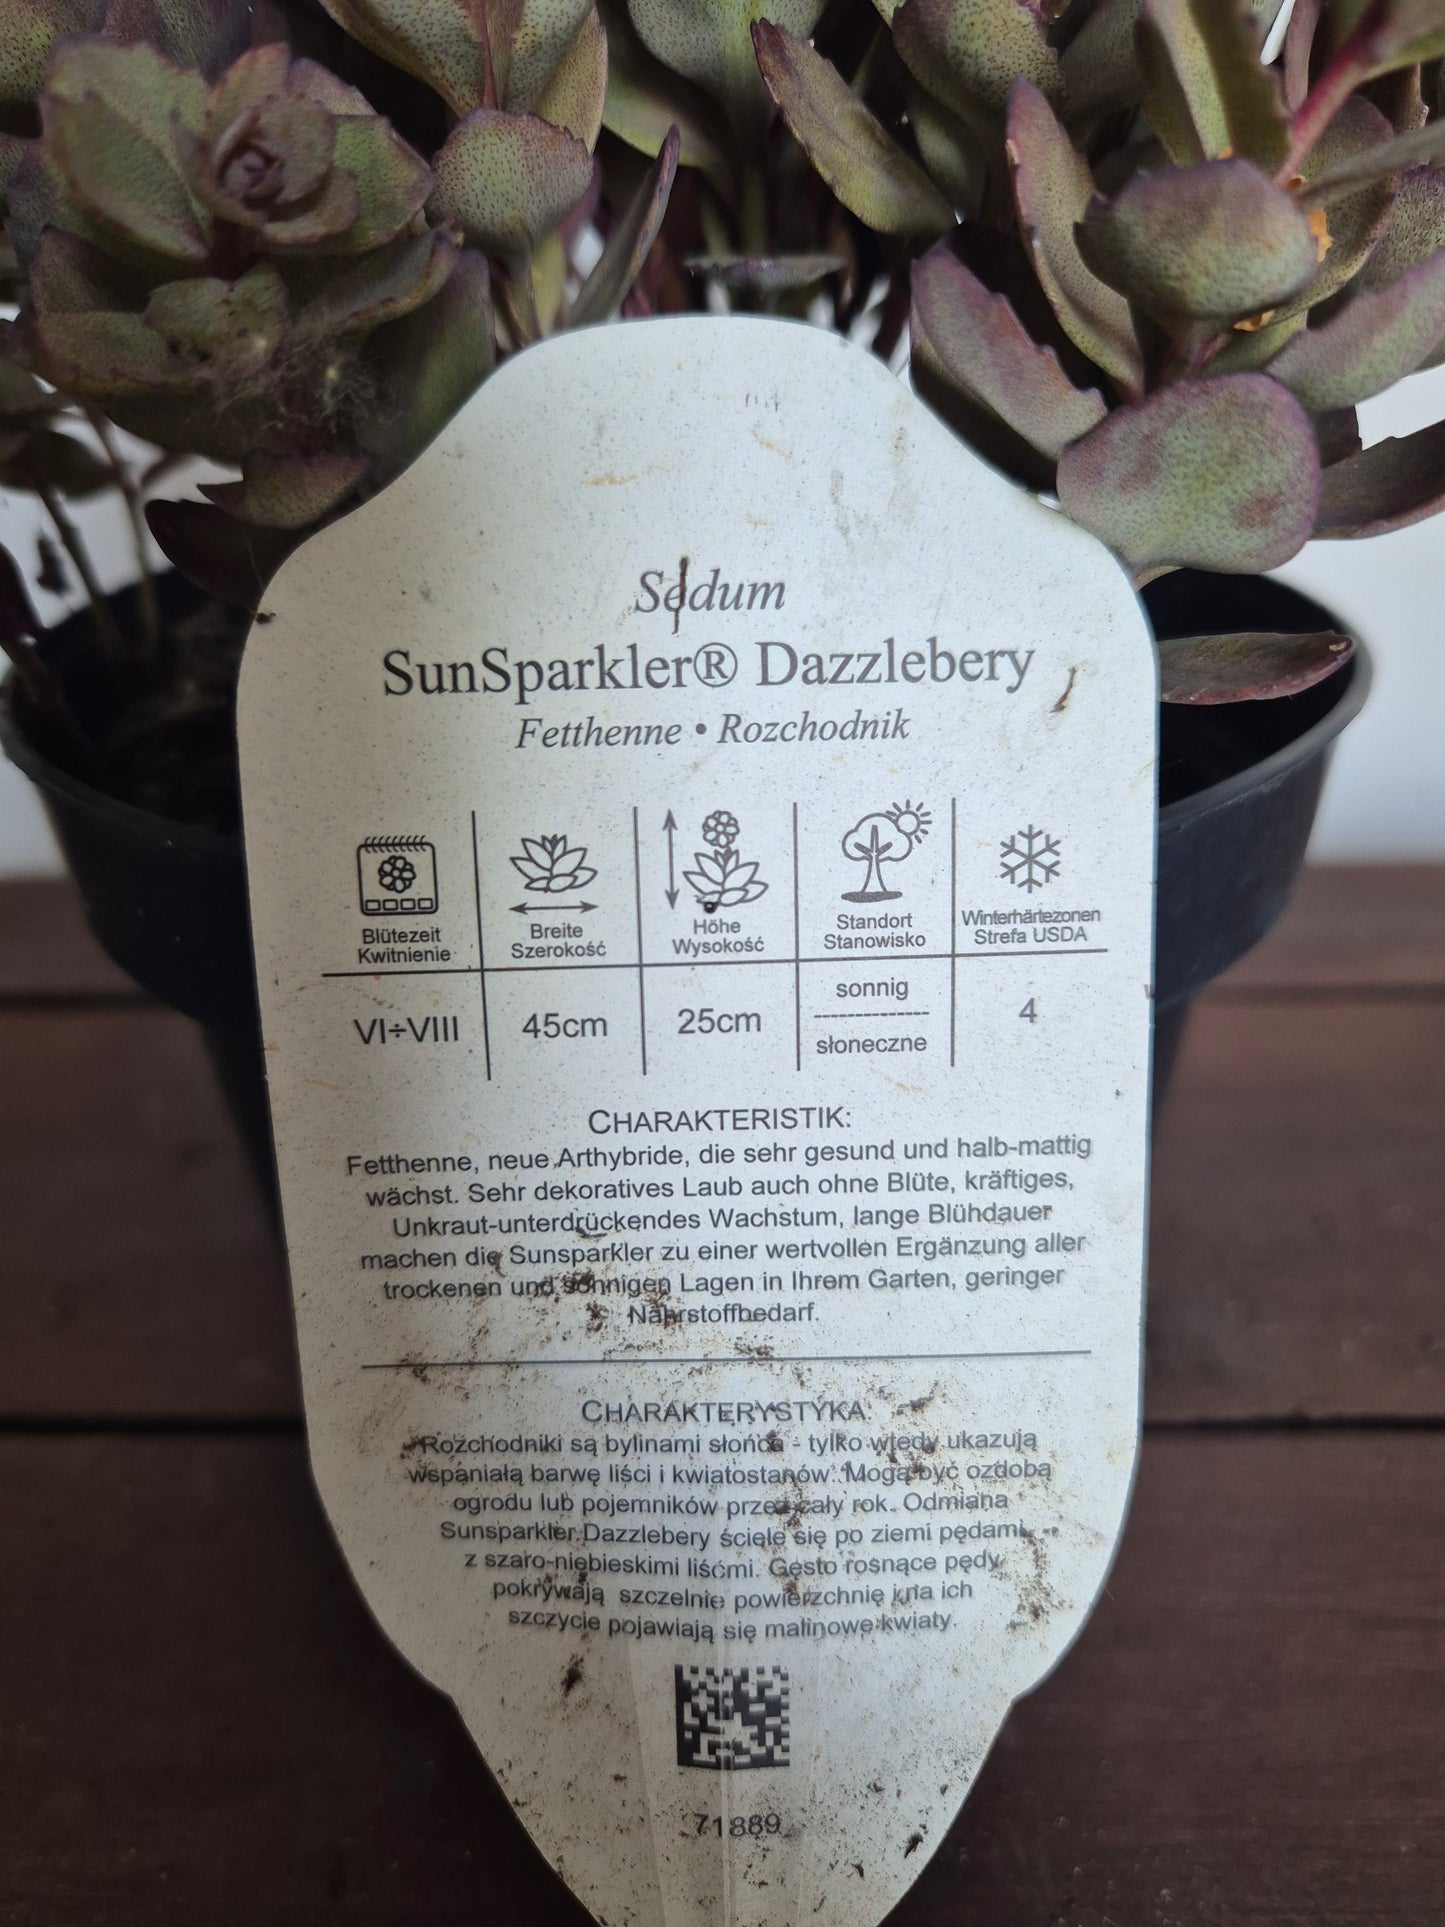 Sedum
SunSparkler® Dazzlebery
Fetthenne • Rozchodnik
Blütezeit
Kwitnienie
Breite
Szerokość
Höhe
Wysokość
Standort
Stanowisko
Winterhärtezonen
Strefa USDA
VI÷VIII
45cm
25cm
sonnig
słoneczne
4
CHARAKTERISTIK:
Fetthenne, neue Arthybride, die sehr gesund und halb-mattig
wächst. Sehr dekoratives Laub auch ohne Blüte, kräftiges,
Unkraut-unterdrückendes Wachstum, lange Blühdauer
machen die Sunsparkler zu einer wertvollen Ergänzung aller
trockenen und sonnigen Lagen in Ihrem Garten, geringer
Nährstoffbedarf.
CHARAKTERYSTYKA:
Rozchodniki są bylinami słońca - tylko wtedy ukazują
wspaniałą barwę liści i kwiatostanów. Mogą być ozdobą
ogrodu lub pojemników przez cały rok. Odmiana
Sunsparkler Dazzlebery ściele się po ziemi pędami
z szaro-niebieskimi liśćmi. Gęsto rosnące pędy
pokrywają szczelnie powierzchnię i na ich
szczycie pojawiają się malinowe kwiaty.
71889